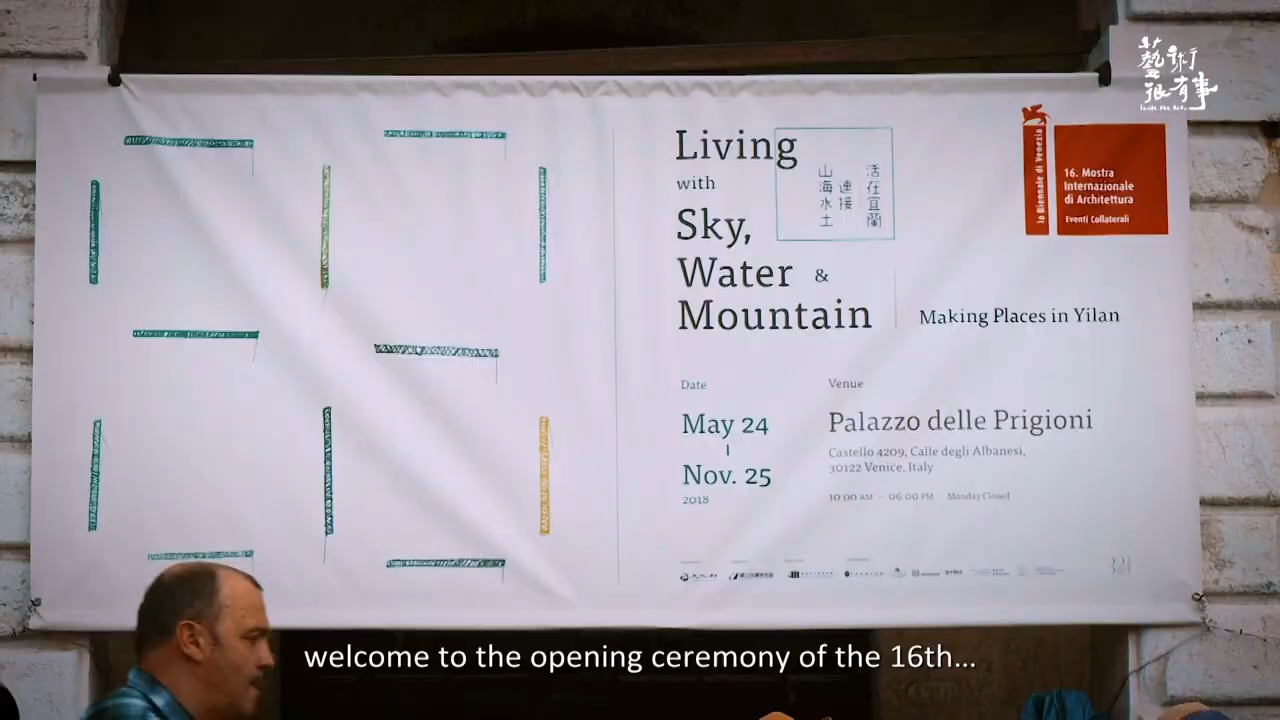 藝術
很有事
Living
with
Sky,
Water &
Mountain
活在宜蘭
連接
山海水土
Making Places in Yilan
la Biennale di Venezia
16. Mostra
Internazionale
di Architettura
Eventi Collaterali
Date
May 24
Nov. 25
2018
Venue
Palazzo delle Prigioni
Castello 4209, Calle degli Albanesi,
30122 Venice, Italy
10:00 AM – 06:00 PM Monday Closed
welcome to the opening ceremony of the 16th...